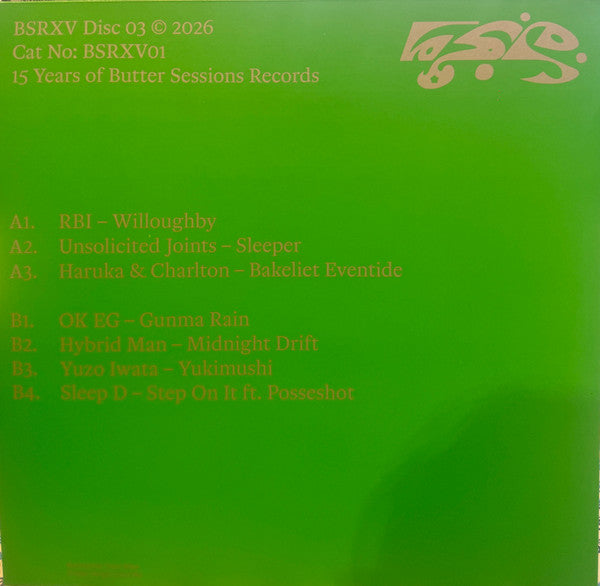 BSRXV Disc 03 © 2026
Cat No: BSRXV01
15 Years of Butter Sessions Records
A1. RBI – Willoughby
A2. Unsolicited Joints – Sleeper
A3. Haruka & Charlton – Bakeliet Eventide
B1. OK EG – Gunma Rain
B2. Hybrid Man – Midnight Drift
B3. Yuzo Iwata – Yukimushi
B4. Sleep D – Step On It ft. Posseshot